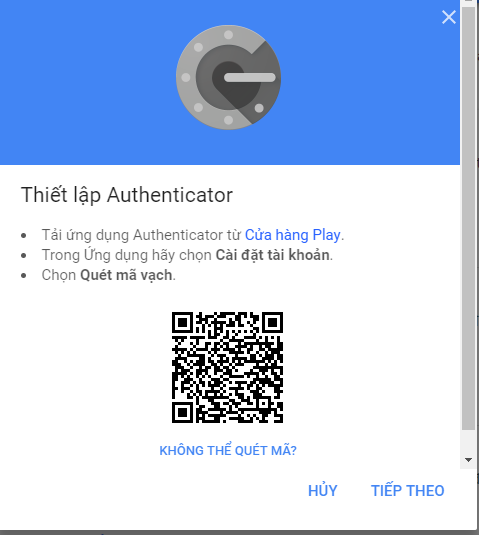 Thiết lập Authenticator
Tải ứng dụng Authenticator từ Cửa hàng Play.
Trong Ứng dụng hãy chọn Cài đặt tài khoản.
Chọn Quét mã vạch.
KHÔNG THỂ QUÉT MÃ?
HỦY TIẾP THEO